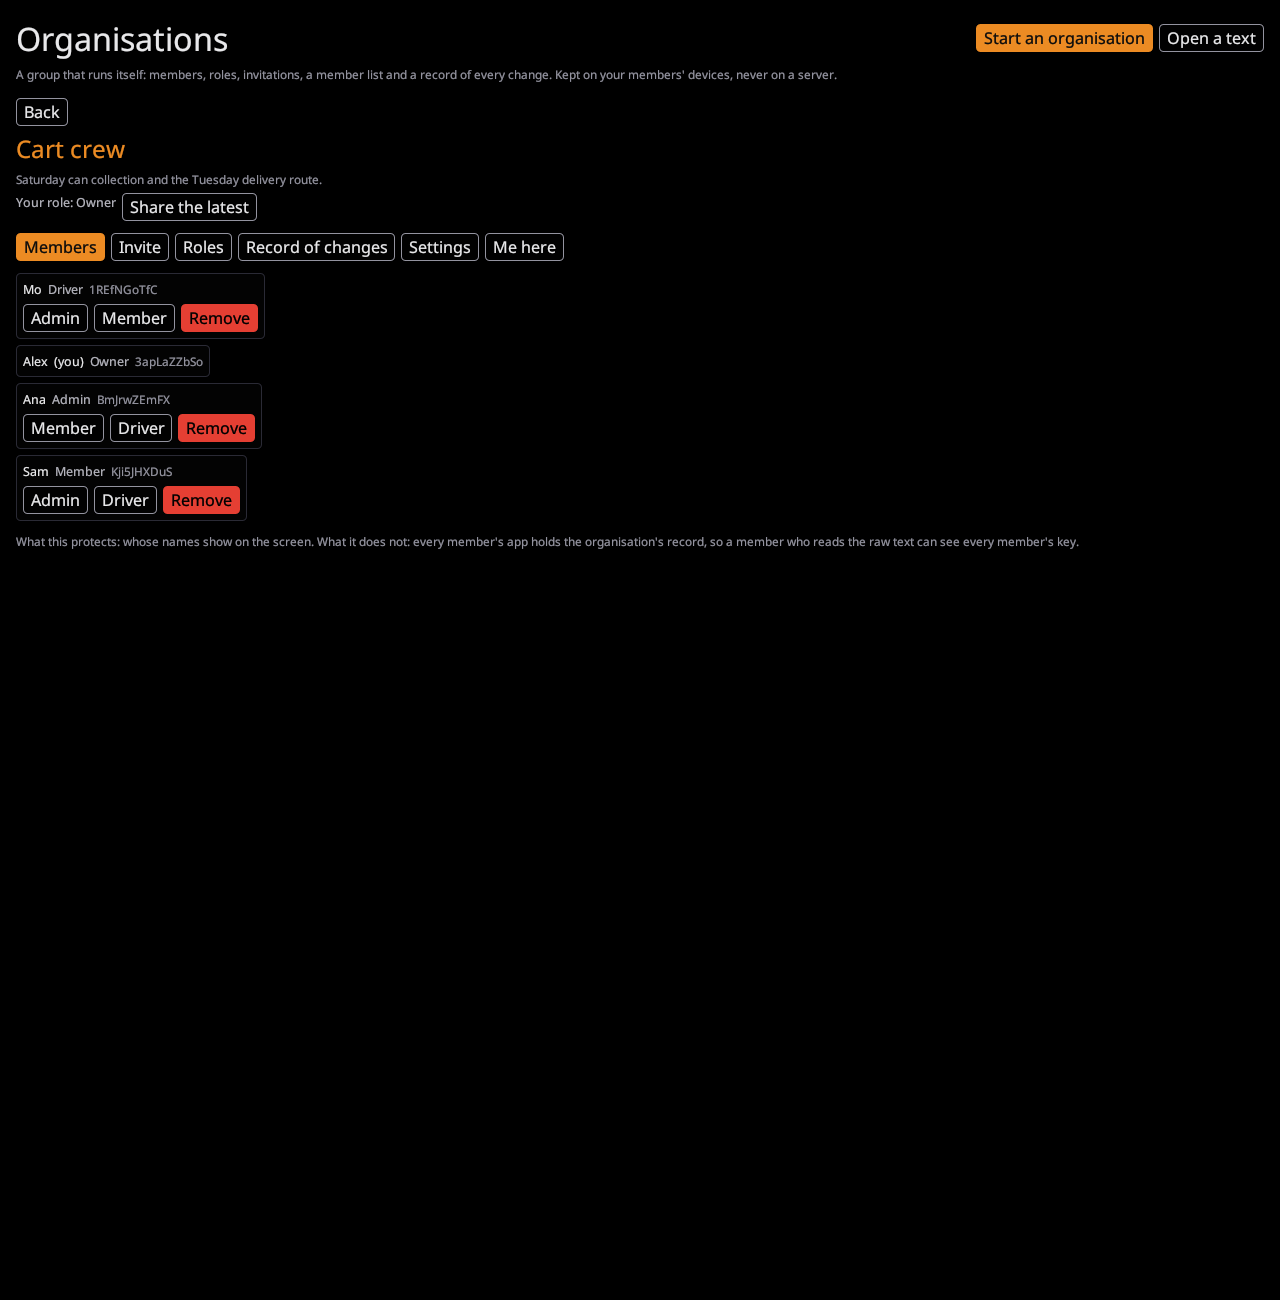 Organisations
Start an organisation
Open a text
A group that runs itself: members, roles, invitations, a member list and a record of every change. Kept on your members' devices, never on a server.
Back
Cart crew
Saturday can collection and the Tuesday delivery route.
Your role: Owner
Share the latest
Members Invite Roles Record of changes Settings Me here
Mo Driver 1REfNGoTfC
Admin Member Remove
Alex (you) Owner 3apLaZZbSo
Ana Admin BmJrwZEmFX
Member Driver Remove
Sam Member Kji5JHXDuS
Admin Driver Remove
What this protects: whose names show on the screen. What it does not: every member's app holds the organisation's record, so a member who reads the raw text can see every member's key.